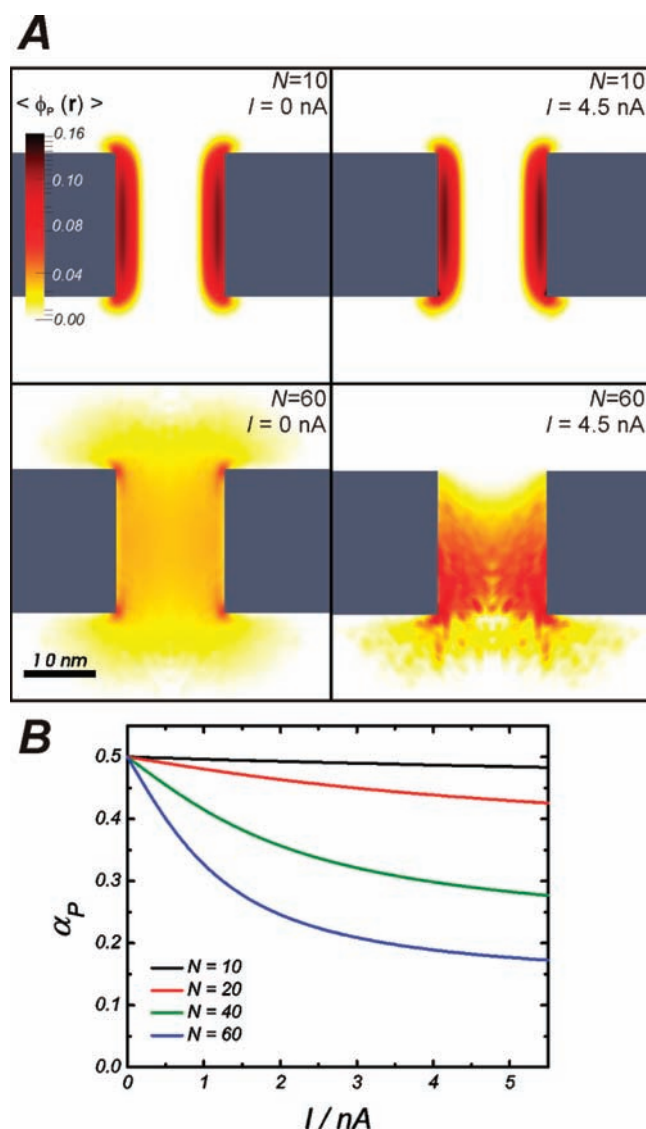 A
N=10
I = 0 nA
N=10
I = 4.5 nA
< ϕP (r) >
0.16
0.10
0.08
0.04
0.00
N=60
I = 0 nA
N=60
I = 4.5 nA
10 nm
B
0.5
0.4
0.3
0.2
0.1
0.0
αP
N = 10
N = 20
N = 40
N = 60
0 1 2 3 4 5
I / nA